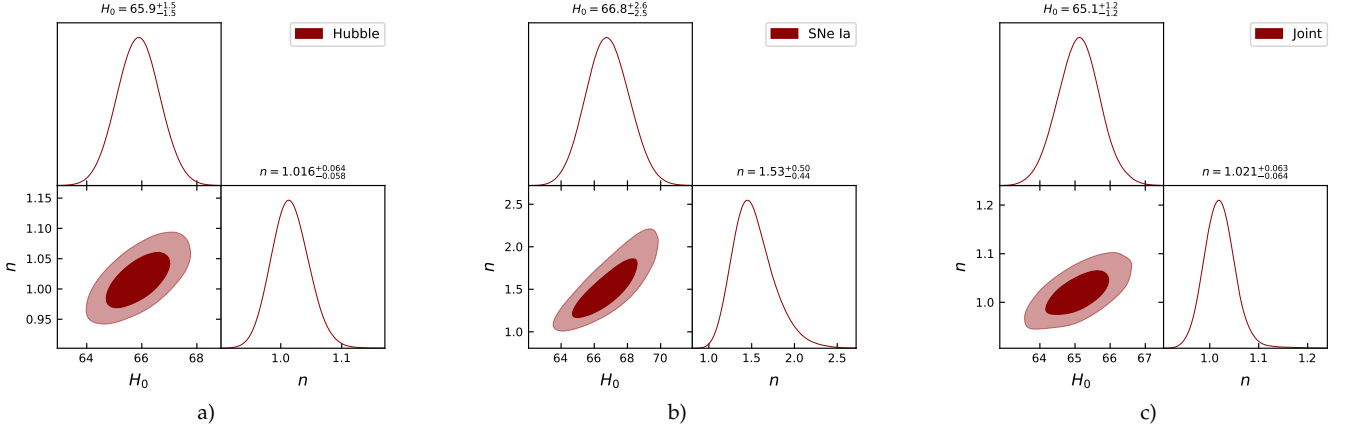 H₀ = 65.9⁺¹·⁵₋₁.₅
Hubble
n = 1.016⁺⁰·⁰⁶⁴₋₀.₀₅₈
1.15
1.10
1.05
1.00
0.95
n
64 66 68
1.0 1.1
H₀
n
a)
H₀ = 66.8⁺²·⁶₋₂.₅
SNe Ia
n = 1.53⁺⁰·⁵⁰₋₀.₄₄
2.5
2.0
1.5
1.0
n
64 66 68 70
1.0 1.5 2.0 2.5
H₀
n
b)
H₀ = 65.1⁺¹·²₋₁.₂
Joint
n = 1.021⁺⁰·⁰⁶³₋₀.₀₆₄
1.2
1.1
1.0
n
64 65 66 67
1.0 1.1 1.2
H₀
n
c)